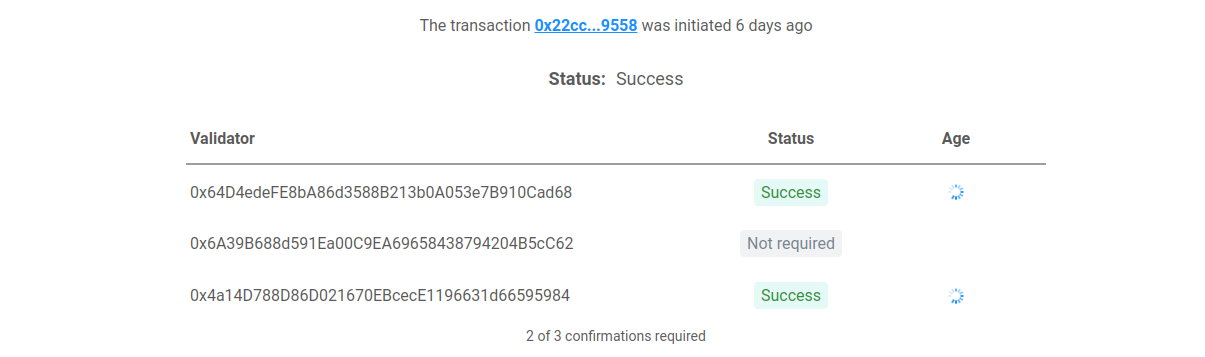 The transaction 0x22cc...9558 was initiated 6 days ago
Status: Success
Validator Status Age
0x64D4edeFE8bA86d3588B213b0A053e7B910Cad68 Success
0x6A39B688d591Ea00C9EA69658438794204B5cC62 Not required
0x4a14D788D86D021670EBcecE1196631d66595984 Success
2 of 3 confirmations required